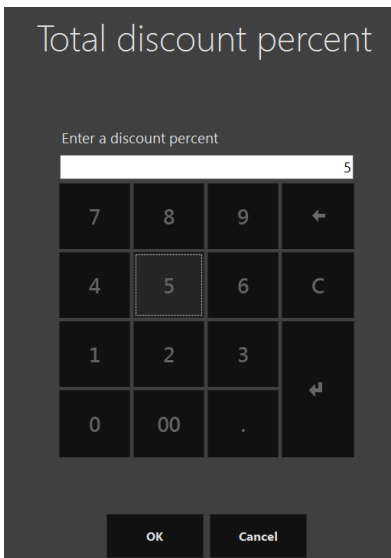 Total discount percent
Enter a discount percent
5
7 8 9 ←
4 5 6 C
1 2 3 ↵
0 00 .
OK Cancel